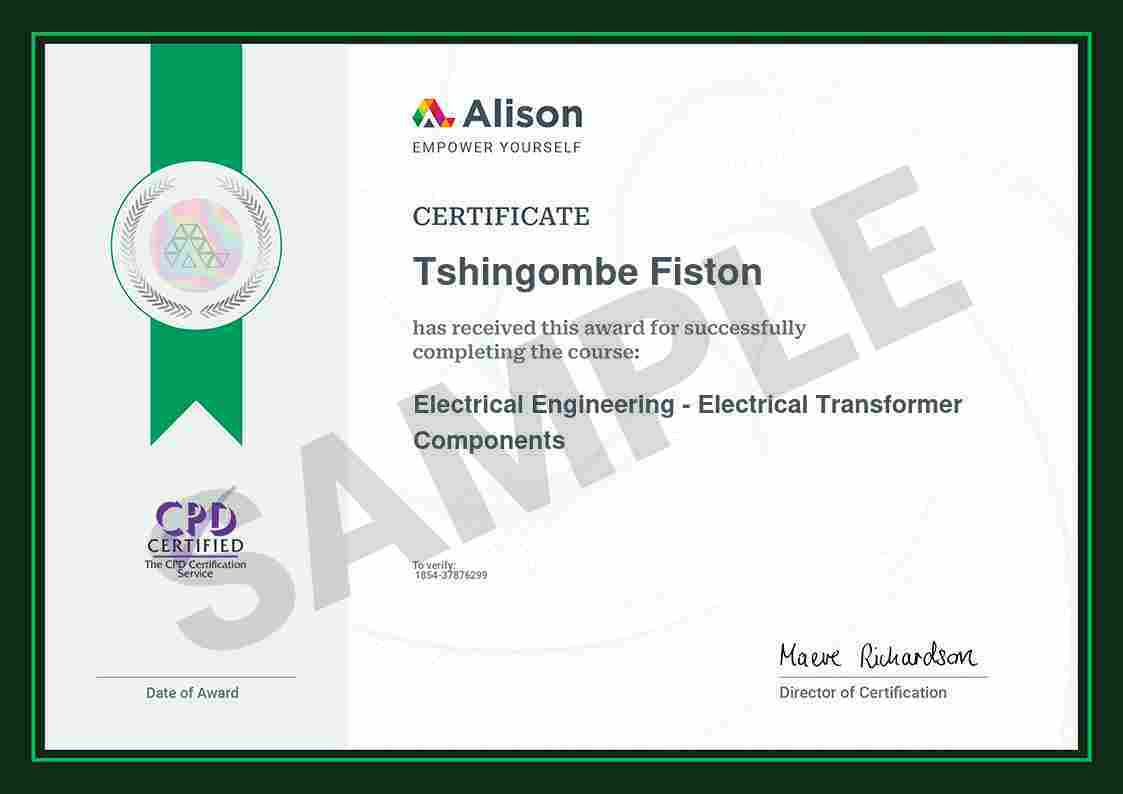 Alison
EMPOWER YOURSELF
CERTIFICATE
Tshingombe Fiston
has received this award for successfully
completing the course:
Electrical Engineering - Electrical Transformer
Components
SAMPLE
CPD
CERTIFIED
The CPD Certification
Service
To verify:
1854-37876299
Date of Award
Maeve Richardson
Director of Certification